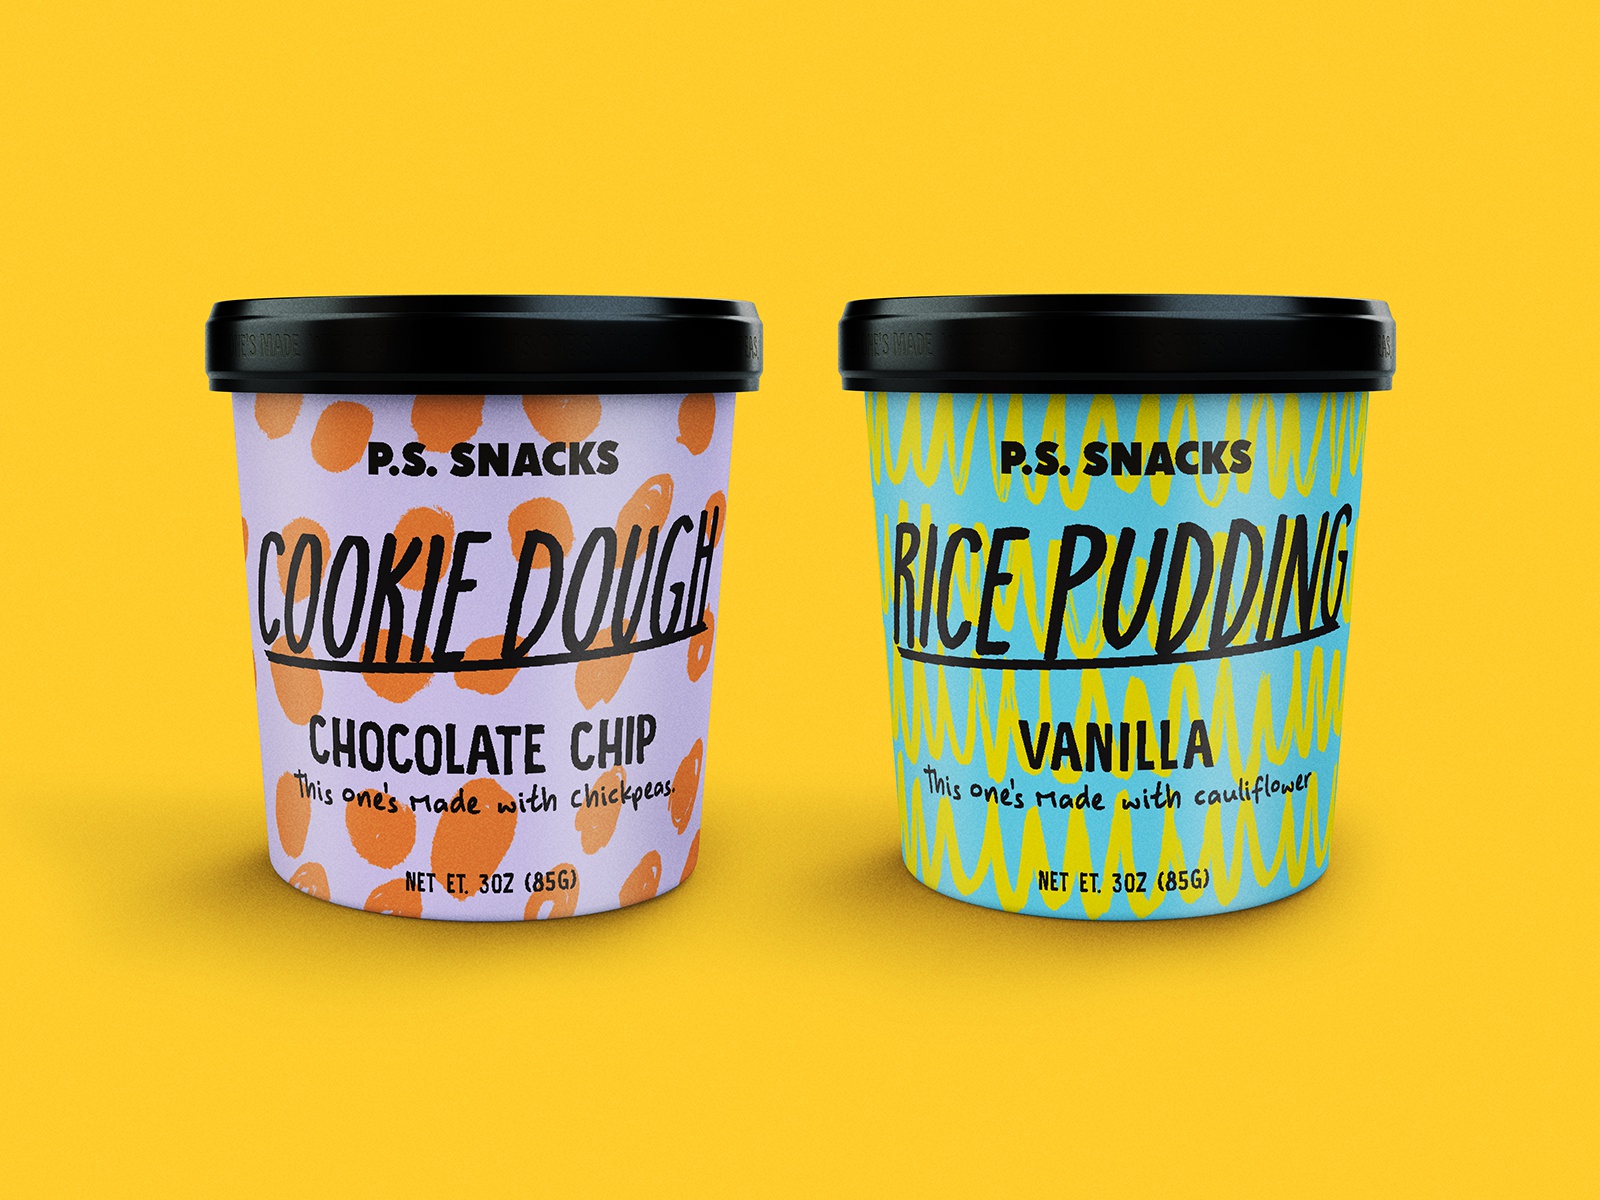 P.S. SNACKS
COOKIE DOUGH
CHOCOLATE CHIP
This one's made with chickpeas.
NET ET. 3OZ (85G)
P.S. SNACKS
RICE PUDDING
VANILLA
This one's made with cauliflower
NET ET. 3OZ (85G)